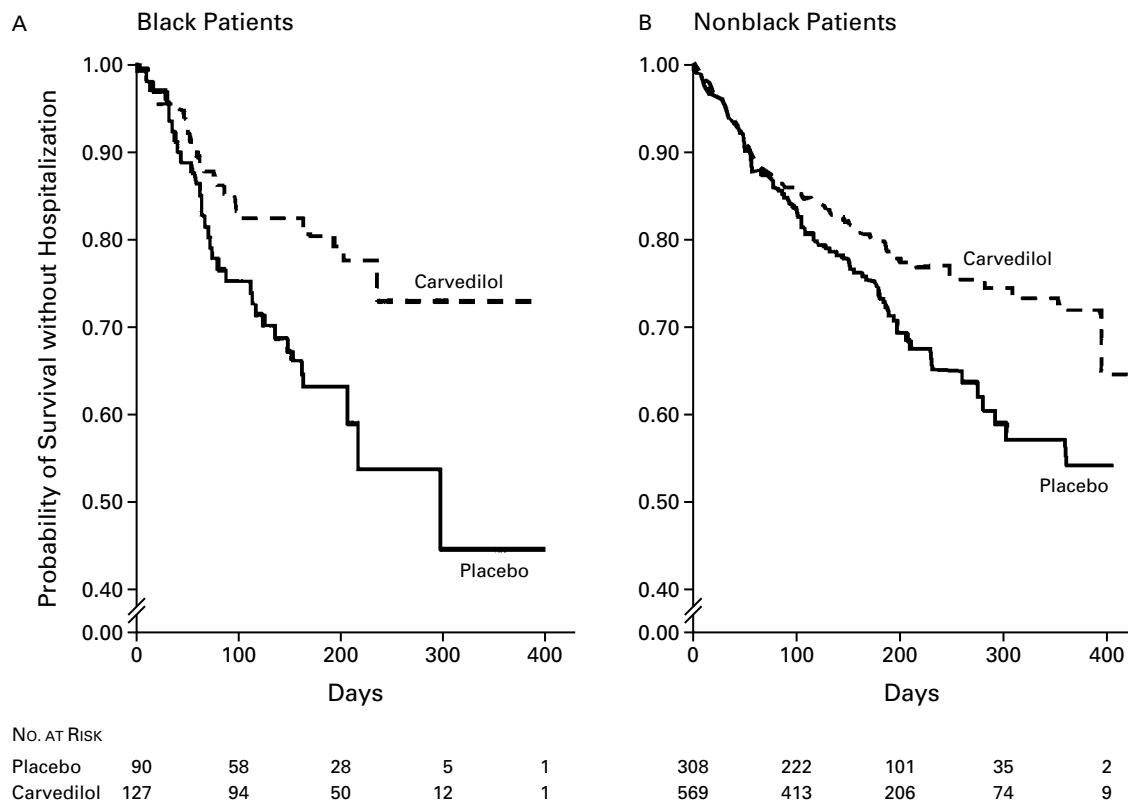 A Black Patients
B Nonblack Patients
Probability of Survival without Hospitalization
1.00
0.90
0.80
0.70
0.60
0.50
0.40
0.00
Carvedilol
Placebo
0 100 200 300 400
Days
1.00
0.90
0.80
0.70
0.60
0.50
0.40
0.00
Carvedilol
Placebo
0 100 200 300 400
Days
NO. AT RISK
Placebo 90 58 28 5 1 308 222 101 35 2
Carvedilol 127 94 50 12 1 569 413 206 74 9